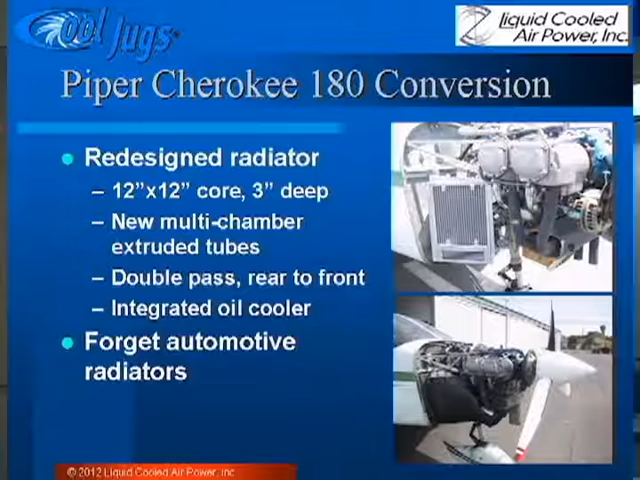 Cool Jugs
Liquid Cooled
Air Power, Inc.
Piper Cherokee 180 Conversion
Redesigned radiator
– 12”x12” core, 3” deep
– New multi-chamber
extruded tubes
– Double pass, rear to front
– Integrated oil cooler
Forget automotive
radiators
© 2012 Liquid Cooled Air Power, Inc